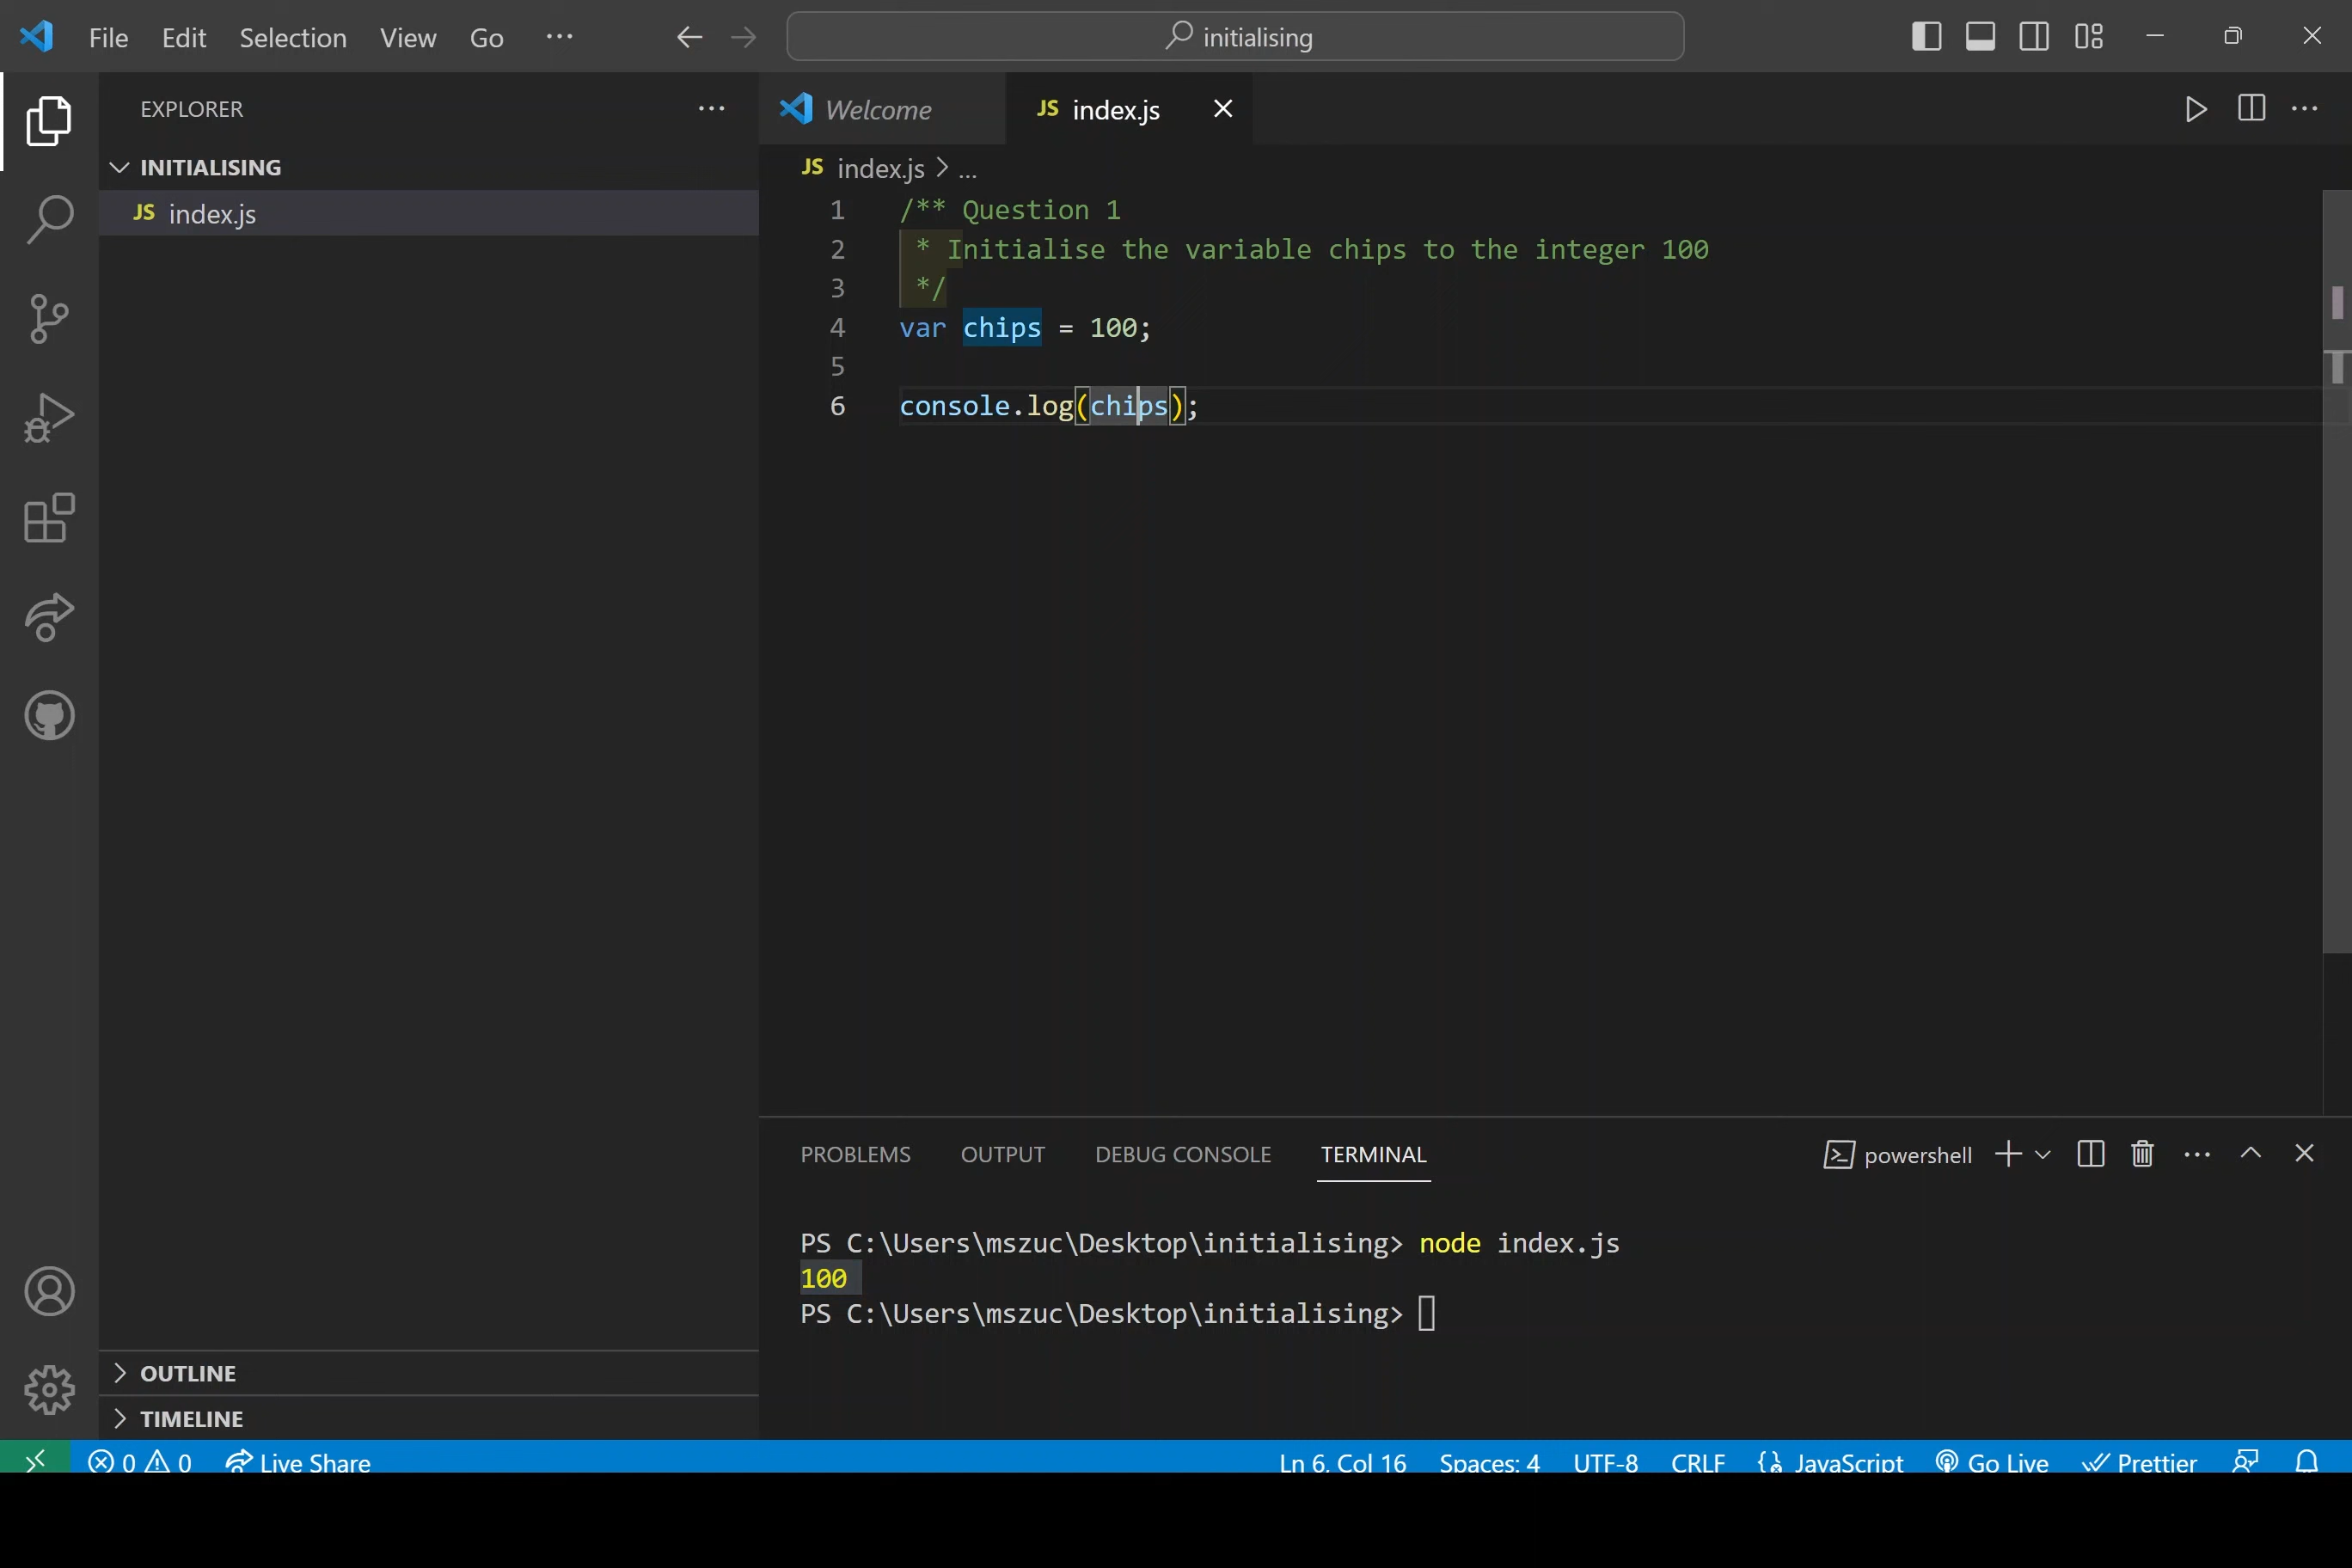 File Edit Selection View Go ...
initialising
EXPLORER ...
INITIALISING
JS index.js
Welcome
JS index.js
JS index.js > ...
1 /** Question 1
2 * Initialise the variable chips to the integer 100
3 */
4 var chips = 100;
5
6 console.log(chips);
PROBLEMS OUTPUT DEBUG CONSOLE TERMINAL
powershell
PS C:\Users\mszuc\Desktop\initialising> node index.js
100
PS C:\Users\mszuc\Desktop\initialising>
OUTLINE
TIMELINE
0 0 Live Share
Ln 6, Col 16 Spaces: 4 UTF-8 CRLF JavaScript Go Live Prettier